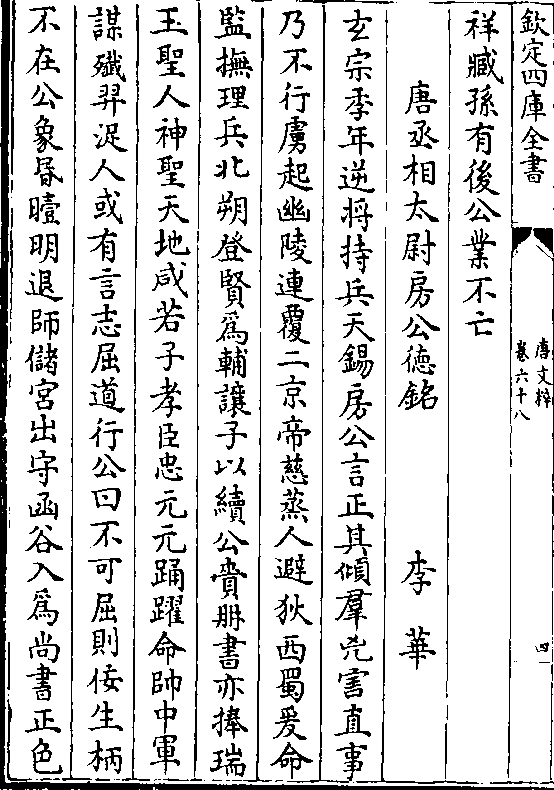 欽定四庫全書
唐文粹
卷六十八
四
祥臧孫有後公業不亡
唐丞相太尉房公德銘 李華
玄宗季年逆將持兵天錫房公言正其傾羣兇害直事
乃不行虜起幽陵連覆二京帝慈蒸人避狄西蜀爰命
監撫理兵北朔登賢爲輔讓子以續公賫册書亦捧瑞
玉聖人神聖天地咸若子孝臣忠元元踊躍命帥中軍
謀殲羿浞人或有言志屈道行公曰不可屈則佞生柄
不在公象昏曀明退師儲宮出守函谷入爲尚書正色